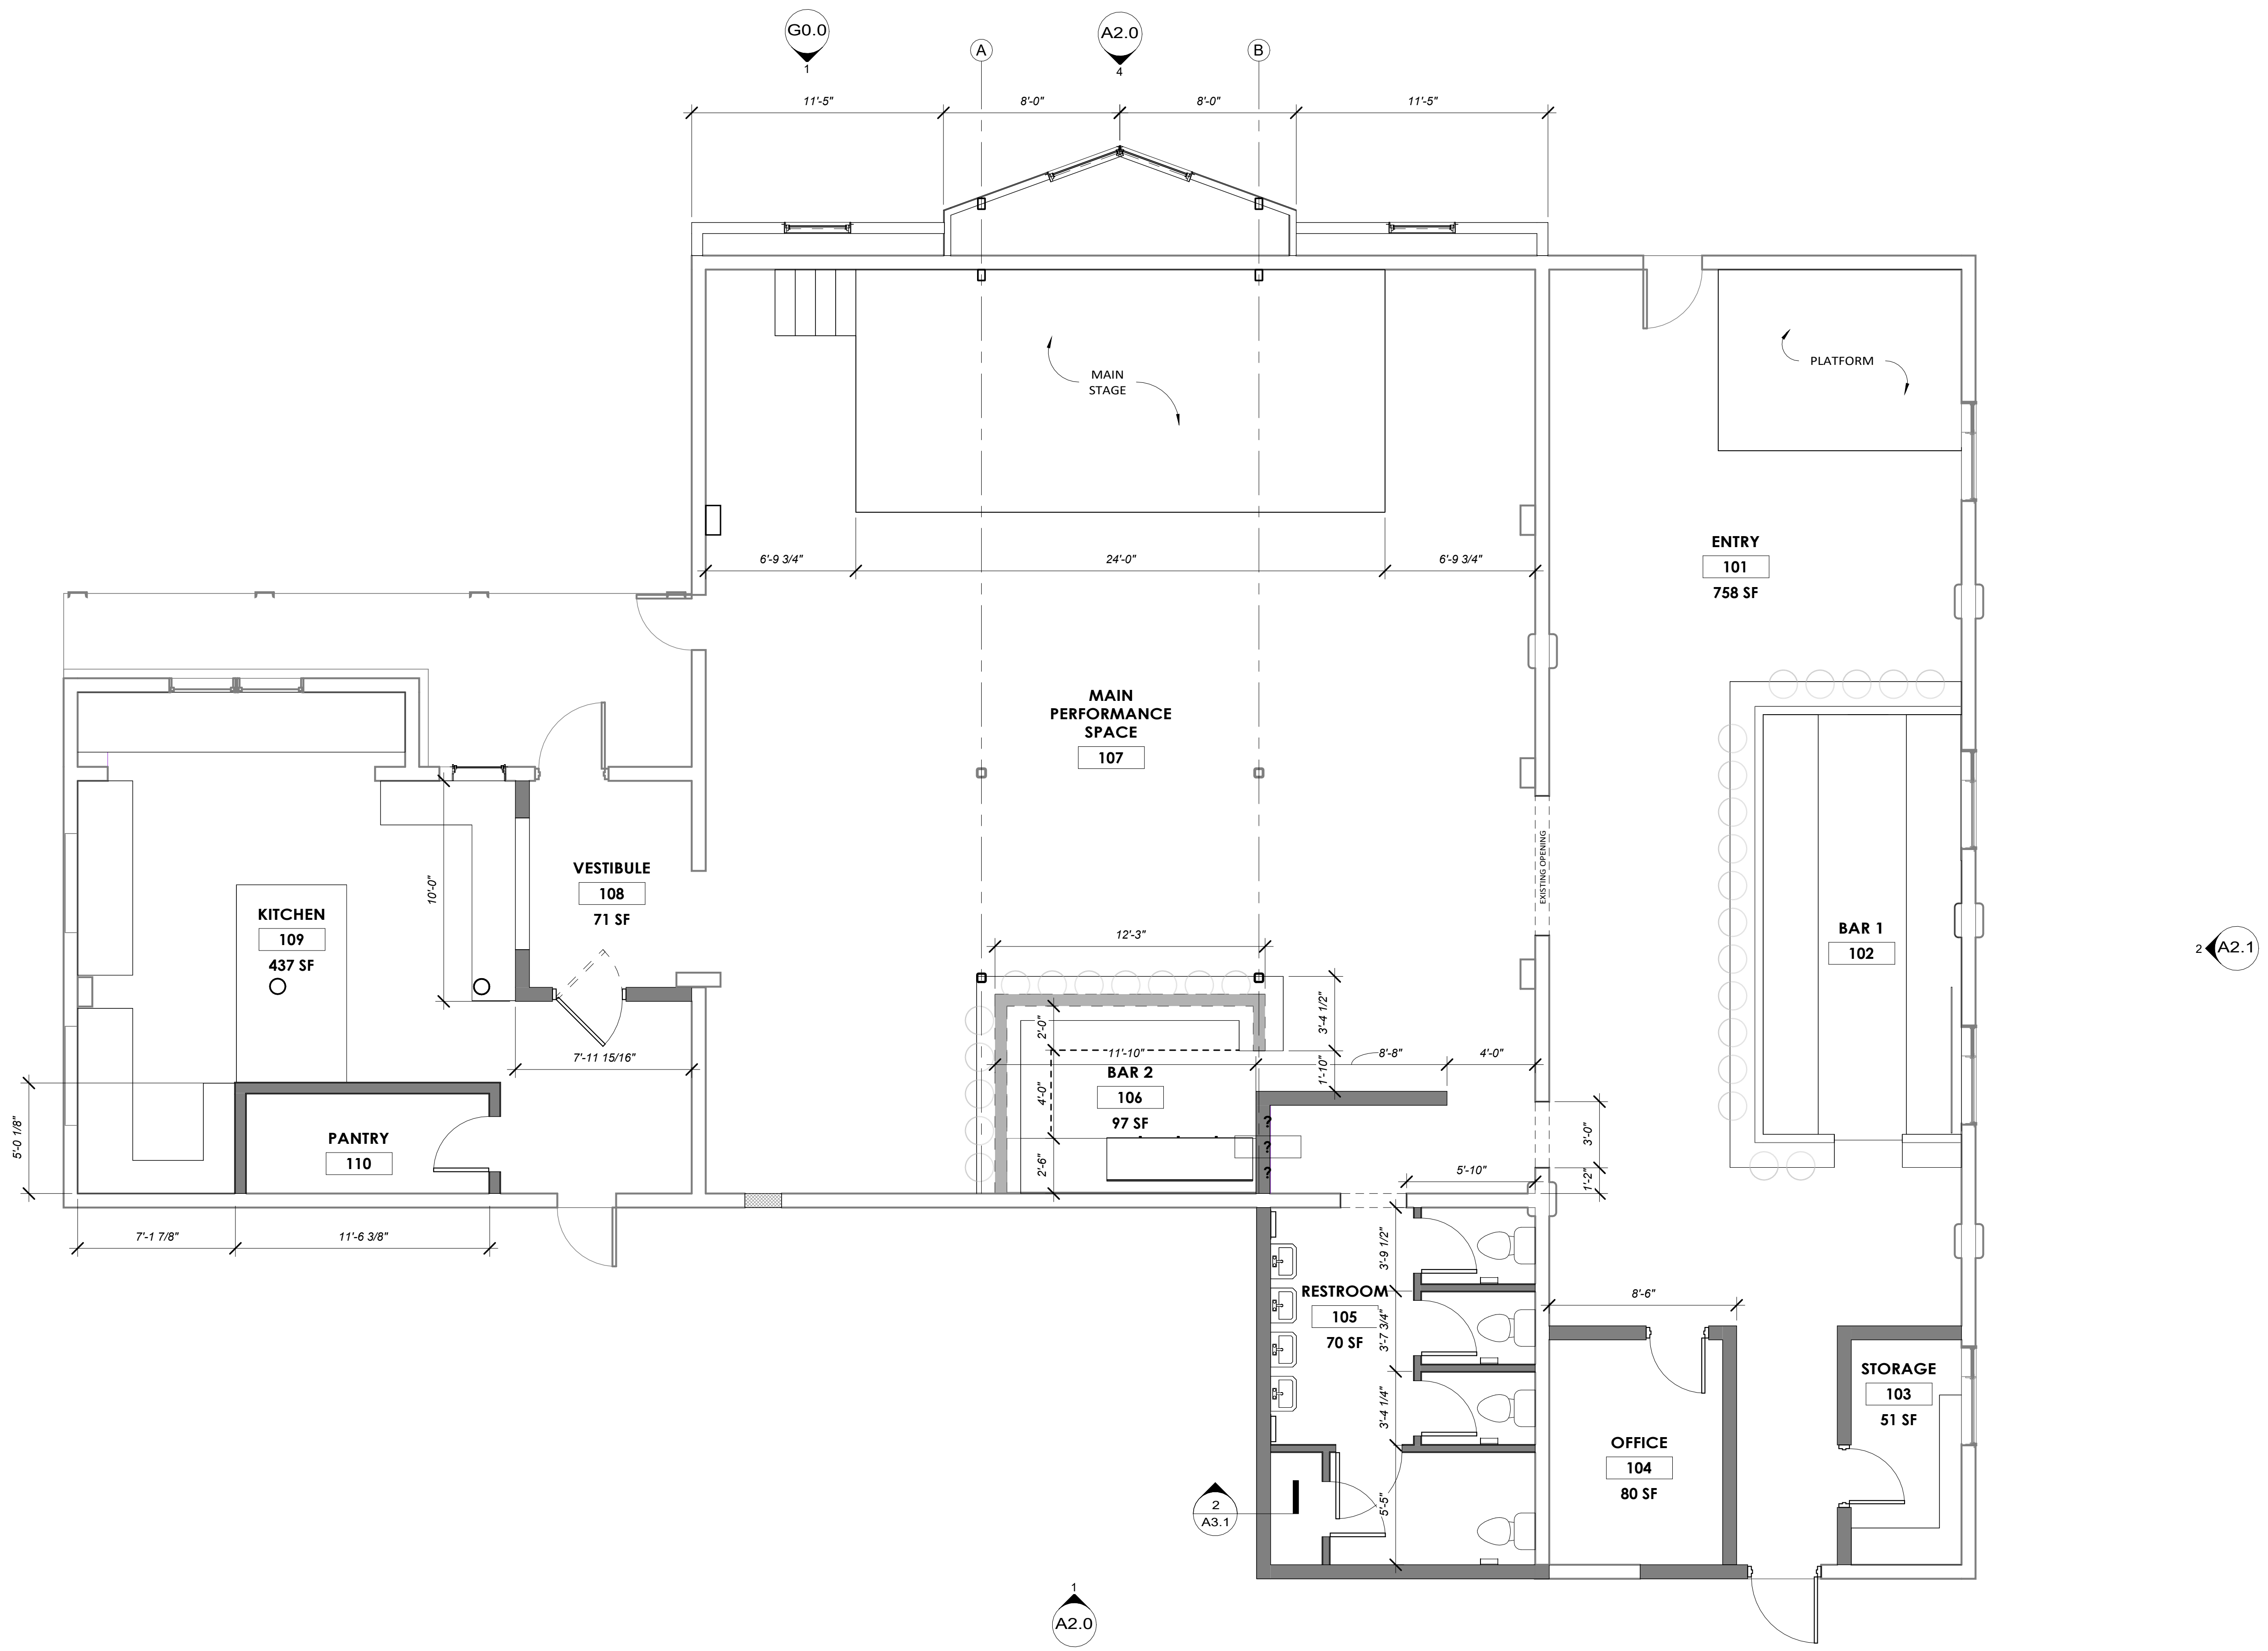 G0.0
1
A
A2.0
4
B
11'-5"
8'-0"
8'-0"
11'-5"
MAIN
STAGE
PLATFORM
6'-9 3/4"
24'-0"
6'-9 3/4"
ENTRY
101
758 SF
MAIN
PERFORMANCE
SPACE
107
EXISTING OPENING
VESTIBULE
108
71 SF
10'-0"
KITCHEN
109
437 SF
BAR 1
102
2
A2.1
12'-3"
3'-4 1/2"
2'-0"
7'-11 15/16"
11'-10"
8'-8"
4'-0"
1'-10"
BAR 2
106
97 SF
4'-0"
2'-6"
?
?
?
5'-0 1/8"
PANTRY
110
3'-0"
1'-2"
5'-10"
7'-1 7/8"
11'-6 3/8"
3'-9 1/2"
RESTROOM
105
70 SF
3'-7 3/4"
8'-6"
STORAGE
103
51 SF
3'-4 1/4"
OFFICE
104
80 SF
5'-5"
2
A3.1
1
A2.0